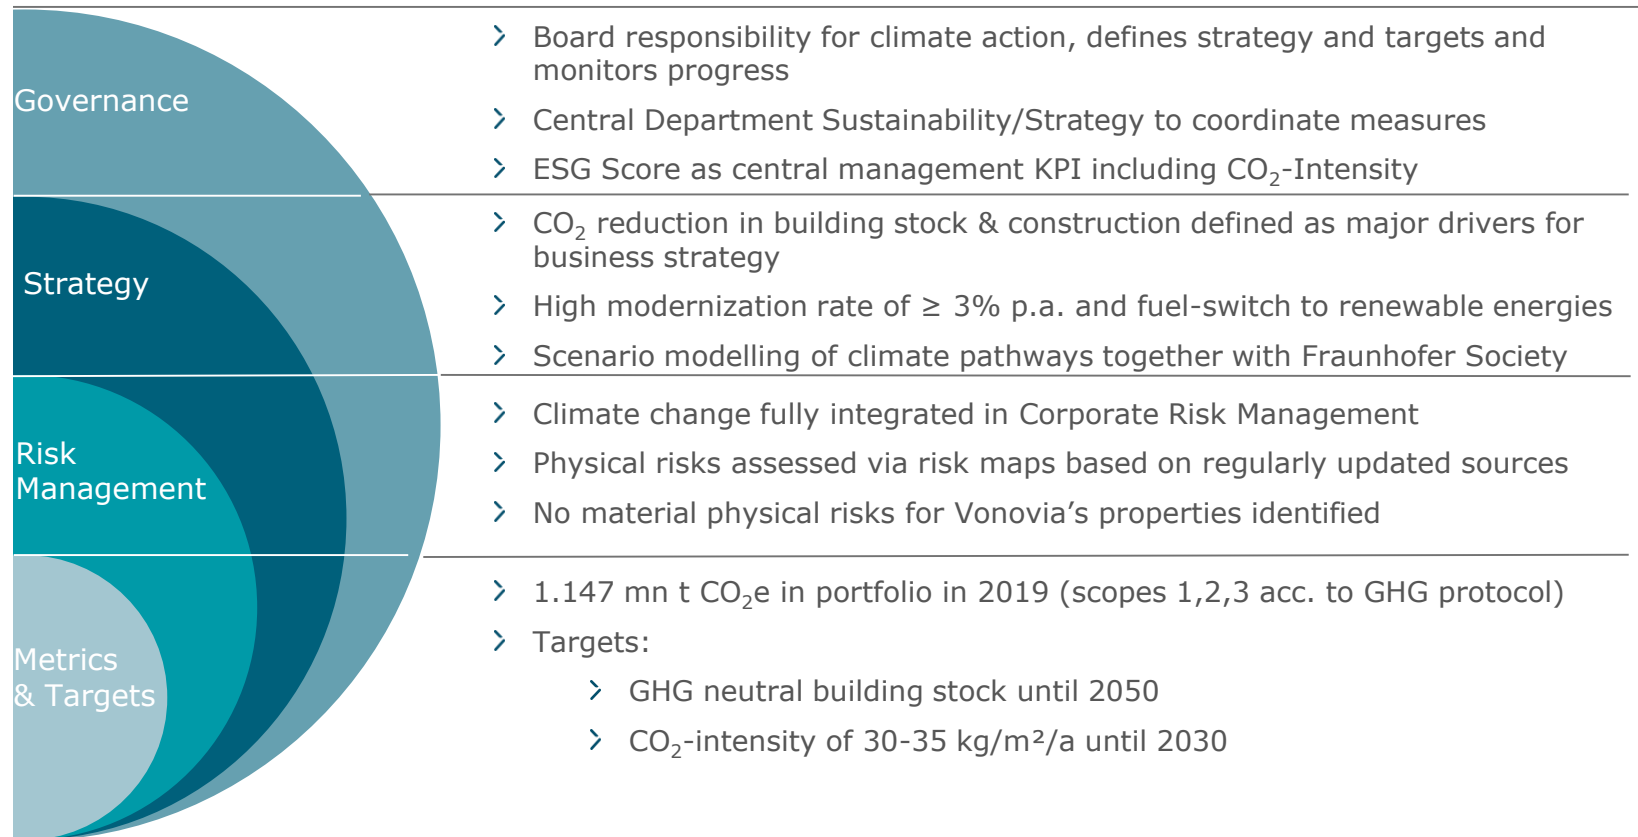 Governance
Board responsibility for climate action, defines strategy and targets and
monitors progress
Central Department Sustainability/Strategy to coordinate measures
ESG Score as central management KPI including CO₂-Intensity
Strategy
CO₂ reduction in building stock & construction defined as major drivers for
business strategy
High modernization rate of ≥ 3% p.a. and fuel-switch to renewable energies
Scenario modelling of climate pathways together with Fraunhofer Society
Risk
Management
Climate change fully integrated in Corporate Risk Management
Physical risks assessed via risk maps based on regularly updated sources
No material physical risks for Vonovia's properties identified
Metrics
& Targets
1.147 mn t CO₂e in portfolio in 2019 (scopes 1,2,3 acc. to GHG protocol)
Targets:
GHG neutral building stock until 2050
CO₂-intensity of 30-35 kg/m²/a until 2030